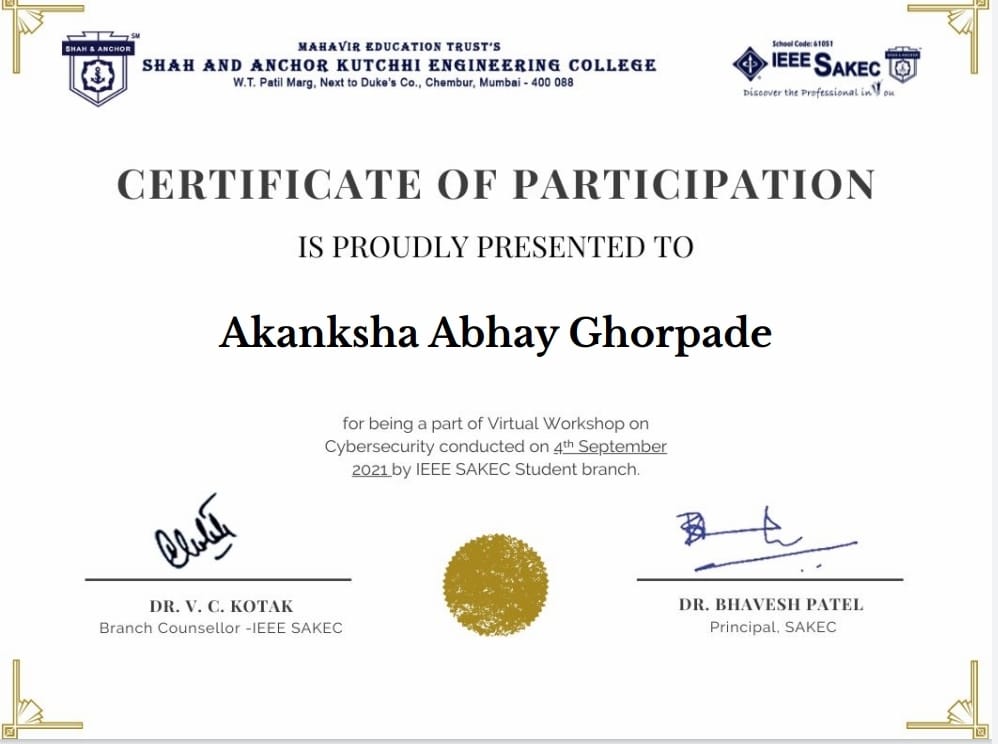 SHAH & ANCHOR
SM
MAHAVIR EDUCATION TRUST'S
SHAH AND ANCHOR KUTCHHI ENGINEERING COLLEGE
W.T. Patil Marg, Next to Duke's Co., Chembur, Mumbai - 400 088
School Code: 61051
IEEE SAKEC
Discover the Professional in You
CERTIFICATE OF PARTICIPATION
IS PROUDLY PRESENTED TO
Akanksha Abhay Ghorpade
for being a part of Virtual Workshop on
Cybersecurity conducted on 4th September
2021 by IEEE SAKEC Student branch.
DR. V. C. KOTAK
Branch Counsellor -IEEE SAKEC
DR. BHAVESH PATEL
Principal, SAKEC